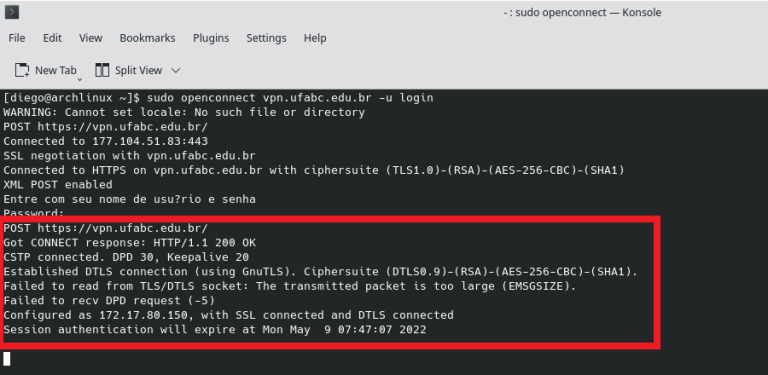 - : sudo openconnect — Konsole
File Edit View Bookmarks Plugins Settings Help
New Tab Split View
[diego@archlinux ~]$ sudo openconnect vpn.ufabc.edu.br -u login
WARNING: Cannot set locale: No such file or directory
POST https://vpn.ufabc.edu.br/
Connected to 177.104.51.83:443
SSL negotiation with vpn.ufabc.edu.br
Connected to HTTPS on vpn.ufabc.edu.br with ciphersuite (TLS1.0)-(RSA)-(AES-256-CBC)-(SHA1)
XML POST enabled
Entre com seu nome de usu?rio e senha
Password:
POST https://vpn.ufabc.edu.br/
Got CONNECT response: HTTP/1.1 200 OK
CSTP connected. DPD 30, Keepalive 20
Established DTLS connection (using GnuTLS). Ciphersuite (DTLS0.9)-(RSA)-(AES-256-CBC)-(SHA1).
Failed to read from TLS/DTLS socket: The transmitted packet is too large (EMSGSIZE).
Failed to recv DPD request (-5)
Configured as 172.17.80.150, with SSL connected and DTLS connected
Session authentication will expire at Mon May  9 07:47:07 2022